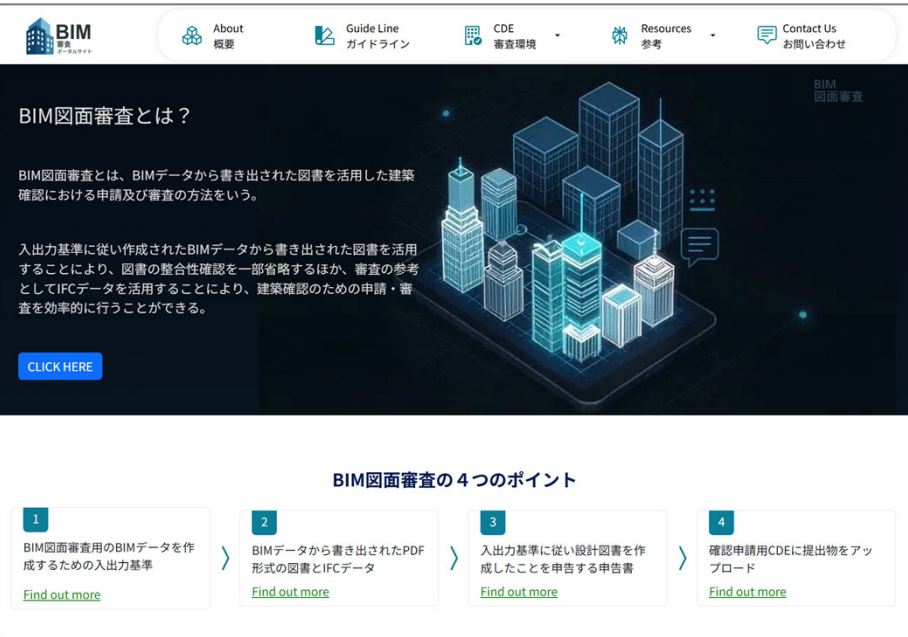 BIM
審査
ポータルサイト
About
概要
Guide Line
ガイドライン
CDE
審査環境
Resources
参考
Contact Us
お問い合わせ
BIM
図面審査
BIM図面審査とは？
BIM図面審査とは、BIMデータから書き出された図書を活用した建築
確認における申請及び審査の方法をいう。
入出力基準に従い作成されたBIMデータから書き出された図書を活用
することにより、図書の整合性確認を一部省略するほか、審査の参考
としてIFCデータを活用することにより、建築確認のための申請・審
査を効率的に行うことができる。
CLICK HERE
BIM図面審査の４つのポイント
1
BIM図面審査用のBIMデータを作
成するための入出力基準
Find out more
2
BIMデータから書き出されたPDF
形式の図書とIFCデータ
Find out more
3
入出力基準に従い設計図書を作
成したことを申告する申告書
Find out more
4
確認申請用CDEに提出物をアッ
プロード
Find out more